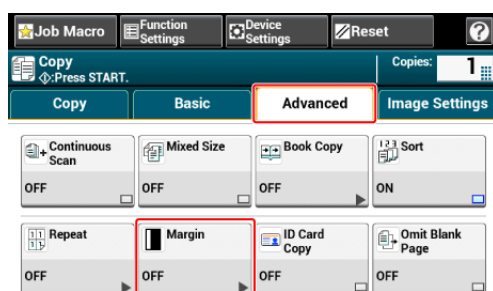 Job Macro Function Settings Device Settings Reset ?
Copy Copies: 1
:Press START.
Copy Basic Advanced Image Settings
Continuous Scan Mixed Size Book Copy 123 Sort
OFF OFF OFF ON
Repeat Margin ID Card Copy Omit Blank Page
OFF OFF OFF OFF